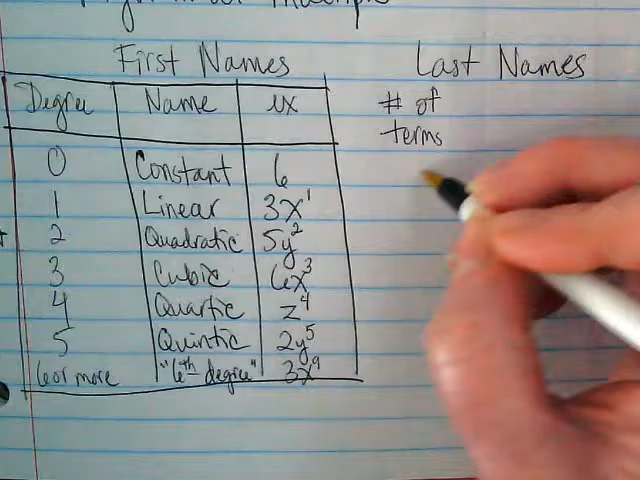 First Names Last Names
Degree Name ex # of
terms
0 Constant 6
1 Linear 3x¹
2 Quadratic 5y²
3 Cubic 6x³
4 Quartic z⁴
5 Quintic 2y⁵
6 or more "6th degree" 3x⁹